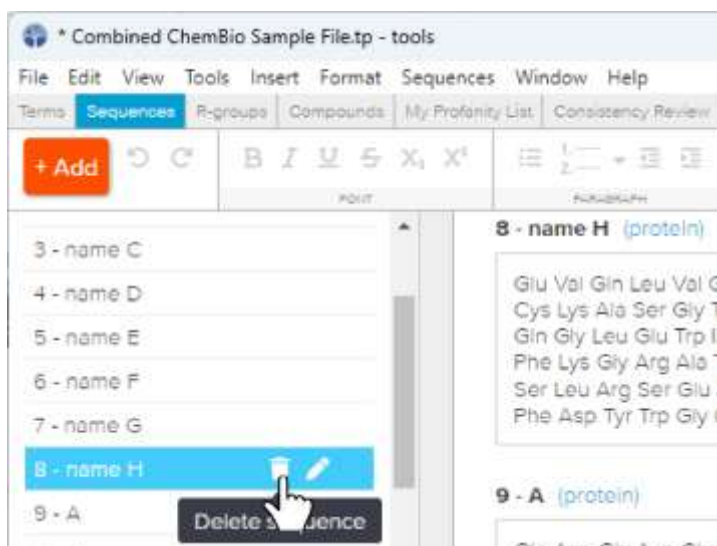 * Combined ChemBio Sample File.tp - tools
File Edit View Tools Insert Format Sequences Window Help
Terms Sequences R-groups Compounds My Profanity List Consistency Review
+ Add B I U S X₁ X²
FONT PARAGRAPH
3 - name C
4 - name D
5 - name E
6 - name F
7 - name G
8 - name H
9 - A
Delete sequence
8 - name H (protein)
Glu Val Gln Leu Val
Cys Lys Ala Ser Gly
Gln Gly Leu Glu Trp
Phe Lys Gly Arg Ala
Ser Leu Arg Ser Glu
Phe Asp Tyr Trp Gly
9 - A (protein)